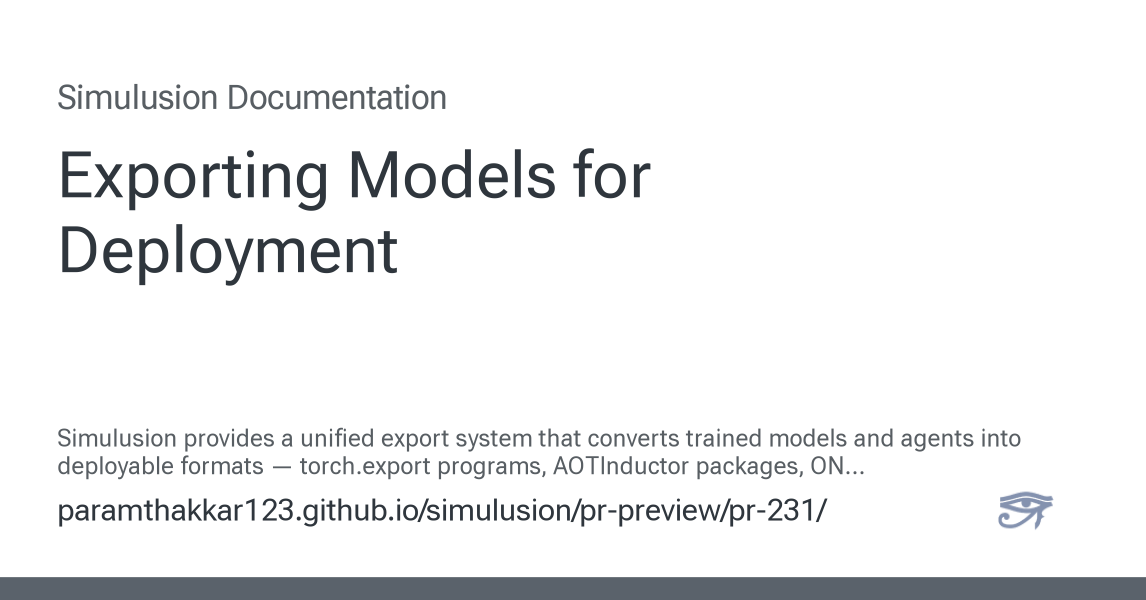 Simulusion Documentation
Exporting Models for
Deployment
Simulusion provides a unified export system that converts trained models and agents into
deployable formats — torch.export programs, AOTInductor packages, ON...
paramthakkar123.github.io/simulusion/pr-preview/pr-231/